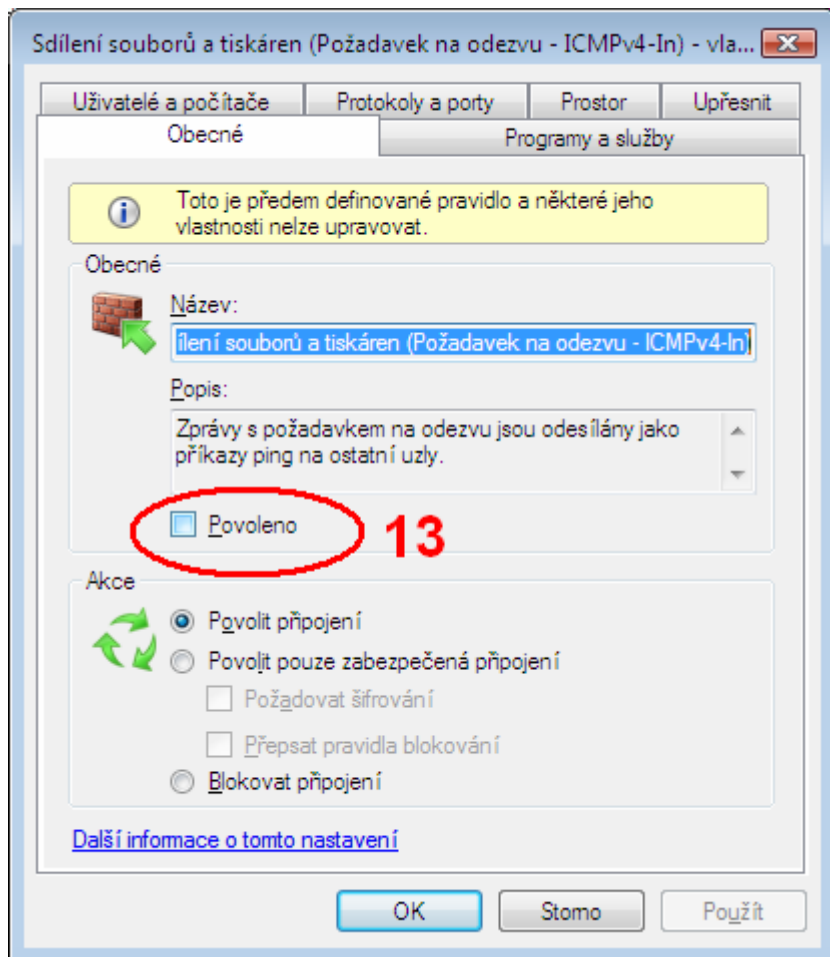 Sdílení souborů a tiskáren (Požadavek na odezvu - ICMPv4-In) - vla...
Uživatelé a počítače
Protokoly a porty
Prostor
Upřesnit
Obecné
Programy a služby
Toto je předem definované pravidlo a některé jeho
vlastnosti nelze upravovat.
Obecné
Název:
ílení souborů a tiskáren (Požadavek na odezvu - ICMPv4-In)
Popis:
Zprávy s požadavkem na odezvu jsou odesílány jako
příkazy ping na ostatní uzly.
Povoleno
13
Akce
Povolit připojení
Povolit pouze zabezpečená připojení
Požadovat šifrování
Přepsat pravidla blokování
Blokovat připojení
Další informace o tomto nastavení
OK
Storno
Použít